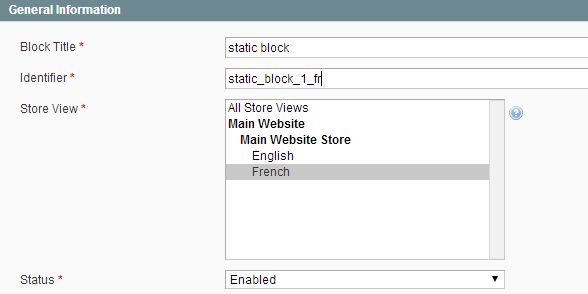 General Information
Block Title * static block
Identifier * static_block_1_fr
Store View * All Store Views
Main Website
Main Website Store
English
French
Status * Enabled